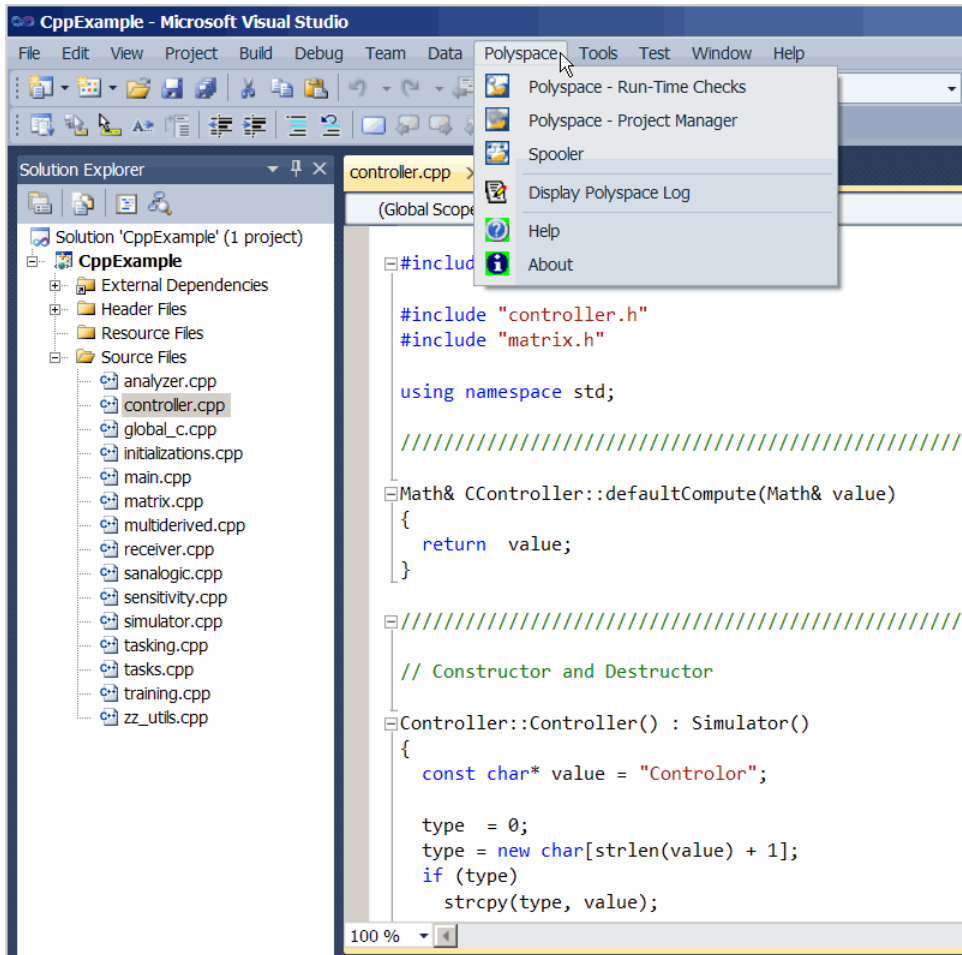 CppExample - Microsoft Visual Studio
File Edit View Project Build Debug Team Data Polyspace Tools Test Window Help
Polyspace - Run-Time Checks
Polyspace - Project Manager
Spooler
Display Polyspace Log
Help
About
Solution Explorer
Solution 'CppExample' (1 project)
CppExample
External Dependencies
Header Files
Resource Files
Source Files
analyzer.cpp
controller.cpp
global_c.cpp
initializations.cpp
main.cpp
matrix.cpp
multiderived.cpp
receiver.cpp
sanalogic.cpp
sensitivity.cpp
simulator.cpp
tasking.cpp
tasks.cpp
training.cpp
zz_utils.cpp
controller.cpp
(Global Scope
#includ
#include "controller.h"
#include "matrix.h"
using namespace std;
////////////////////////////////////////////////////
Math& CController::defaultCompute(Math& value)
{
return value;
}
////////////////////////////////////////////////////
// Constructor and Destructor
Controller::Controller() : Simulator()
{
const char* value = "Controlor";
type = 0;
type = new char[strlen(value) + 1];
if (type)
strcpy(type, value);
100 %